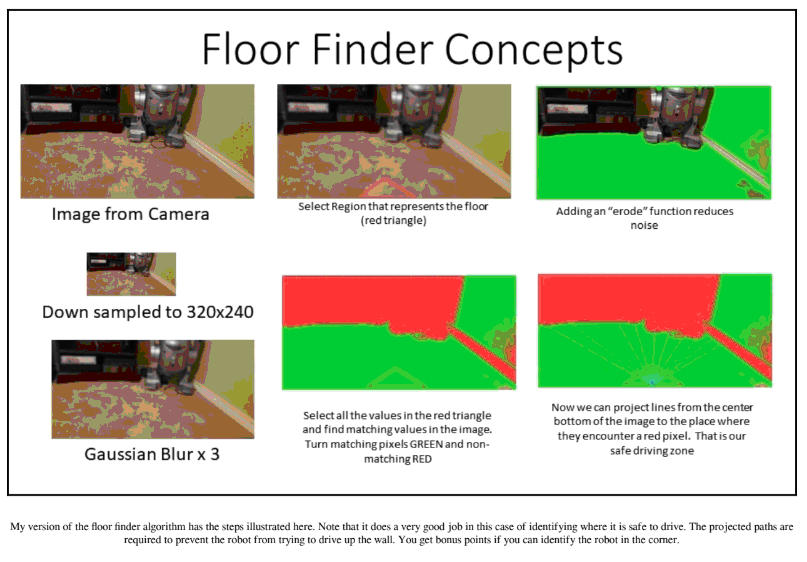 Floor Finder Concepts
Image from Camera
Select Region that represents the floor
(red triangle)
Adding an “erode” function reduces
noise
Down sampled to 320x240
Gaussian Blur x 3
Select all the values in the red triangle
and find matching values in the image.
Turn matching pixels GREEN and non-
matching RED
Now we can project lines from the center
bottom of the image to the place where
they encounter a red pixel. That is our
safe driving zone
My version of the floor finder algorithm has the steps illustrated here. Note that it does a very good job in this case of identifying where it is safe to drive. The projected paths are
required to prevent the robot from trying to drive up the wall. You get bonus points if you can identify the robot in the corner.